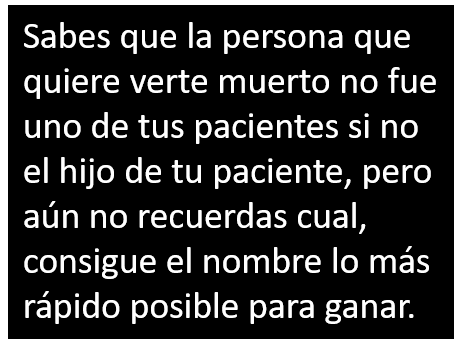 Sabes que la persona que
quiere verte muerto no fue
uno de tus pacientes si no
el hijo de tu paciente, pero
aún no recuerdas cual,
consigue el nombre lo más
rápido posible para ganar.